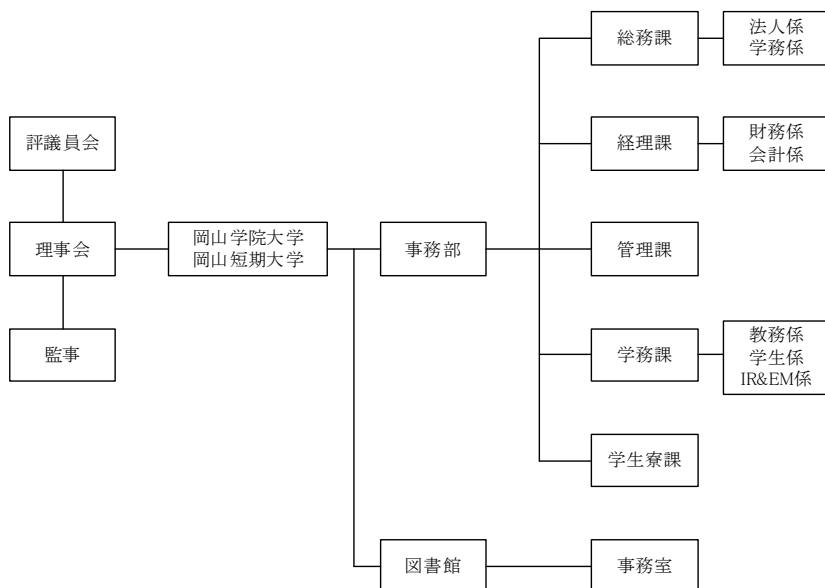 評議員会
理事会
監事
岡山学院大学
岡山短期大学
事務部
総務課
法人係
学務係
経理課
財務係
会計係
管理課
学務課
教務係
学生係
IR&EM係
学生寮課
図書館
事務室